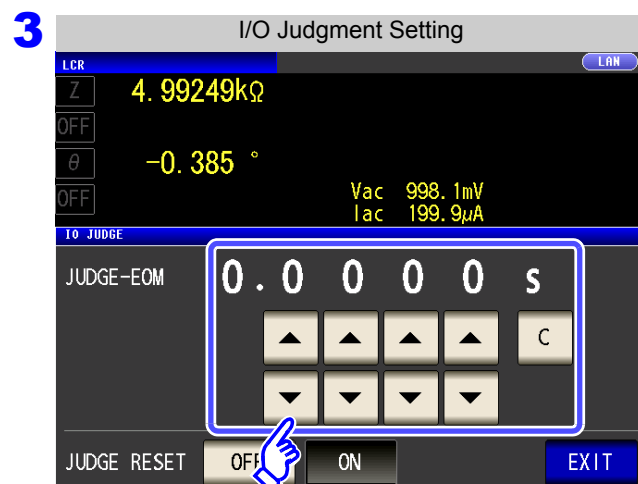 3
I/O Judgment Setting
LCR
LAN
Z 4.99249kΩ
OFF
θ -0.385 °
OFF
Vac 998.1mV
Iac 199.9μA
IO JUDGE
JUDGE-EOM 0.0000 s
C
JUDGE RESET OFF ON EXIT